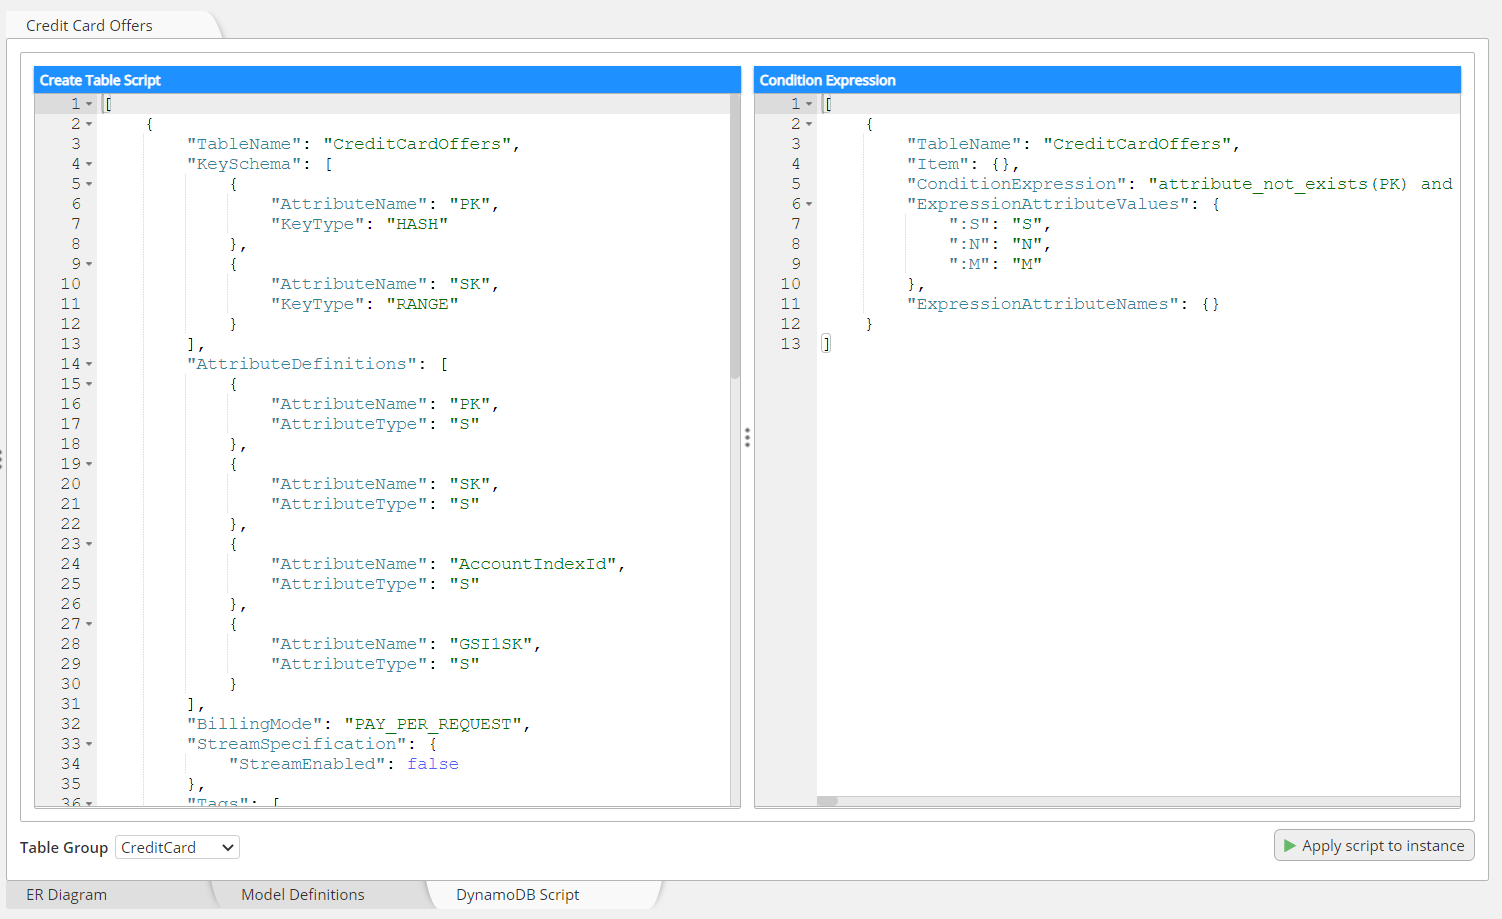 Credit Card Offers
Create Table Script
1 [
2 {
3 "TableName": "CreditCardOffers",
4 "KeySchema": [
5 {
6 "AttributeName": "PK",
7 "KeyType": "HASH"
8 },
9 {
10 "AttributeName": "SK",
11 "KeyType": "RANGE"
12 }
13 ],
14 "AttributeDefinitions": [
15 {
16 "AttributeName": "PK",
17 "AttributeType": "S"
18 },
19 {
20 "AttributeName": "SK",
21 "AttributeType": "S"
22 },
23 {
24 "AttributeName": "AccountIndexId",
25 "AttributeType": "S"
26 },
27 {
28 "AttributeName": "GSI1SK",
29 "AttributeType": "S"
30 }
31 ],
32 "BillingMode": "PAY_PER_REQUEST",
33 "StreamSpecification": {
34 "StreamEnabled": false
35 },
36 "Tags": [
Condition Expression
1 [
2 {
3 "TableName": "CreditCardOffers",
4 "Item": {},
5 "ConditionExpression": "attribute_not_exists(PK) and
6 "ExpressionAttributeValues": {
7 ":S": "S",
8 ":N": "N",
9 ":M": "M"
10 },
11 "ExpressionAttributeNames": {}
12 }
13 ]
Table Group CreditCard
Apply script to instance
ER Diagram
Model Definitions
DynamoDB Script